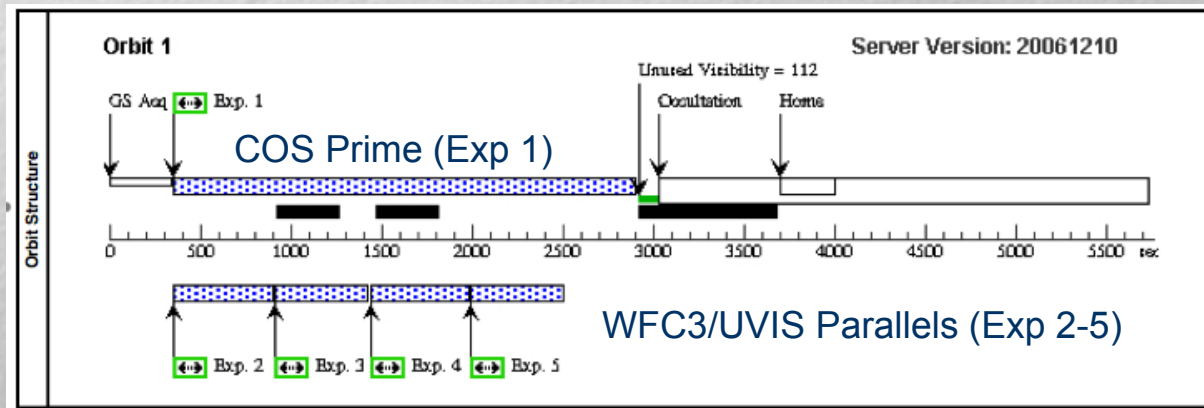 Orbit 1
Server Version: 20061210
Unused Visibility = 112
GS Acq Exp. 1
Occultation Home
COS Prime (Exp 1)
Orbit Structure
0 500 1000 1500 2000 2500 3000 3500 4000 4500 5000 5500 sec
WFC3/UVIS Parallels (Exp 2-5)
Exp. 2 Exp. 3 Exp. 4 Exp. 5